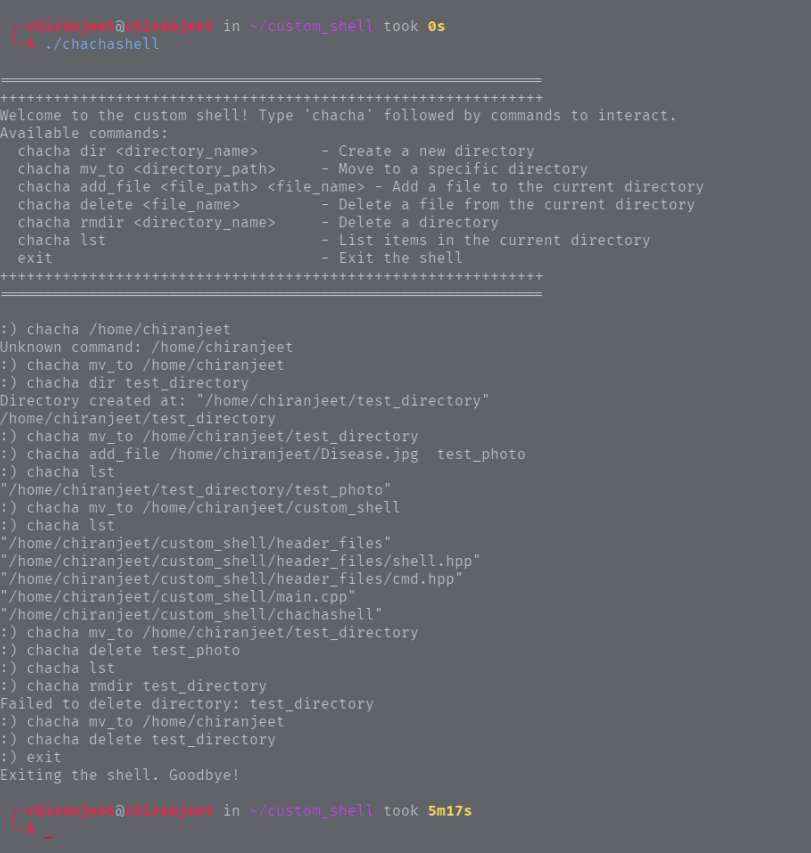 ╭─chiranjeet@chiranjeet in ~/custom_shell took 0s
╰─λ ./chachashell
=============================================================
+++++++++++++++++++++++++++++++++++++++++++++++++++++++++++++
Welcome to the custom shell! Type 'chacha' followed by commands to interact.
Available commands:
  chacha dir <directory_name>       - Create a new directory
  chacha mv_to <directory_path>     - Move to a specific directory
  chacha add_file <file_path> <file_name> - Add a file to the current directory
  chacha delete <file_name>         - Delete a file from the current directory
  chacha rmdir <directory_name>     - Delete a directory
  chacha lst                        - List items in the current directory
  exit                              - Exit the shell
+++++++++++++++++++++++++++++++++++++++++++++++++++++++++++++
=============================================================
:) chacha /home/chiranjeet
Unknown command: /home/chiranjeet
:) chacha mv_to /home/chiranjeet
:) chacha dir test_directory
Directory created at: "/home/chiranjeet/test_directory"
/home/chiranjeet/test_directory
:) chacha mv_to /home/chiranjeet/test_directory
:) chacha add_file /home/chiranjeet/Disease.jpg  test_photo
:) chacha lst
"/home/chiranjeet/test_directory/test_photo"
:) chacha mv_to /home/chiranjeet/custom_shell
:) chacha lst
"/home/chiranjeet/custom_shell/header_files"
"/home/chiranjeet/custom_shell/header_files/shell.hpp"
"/home/chiranjeet/custom_shell/header_files/cmd.hpp"
"/home/chiranjeet/custom_shell/main.cpp"
"/home/chiranjeet/custom_shell/chachashell"
:) chacha mv_to /home/chiranjeet/test_directory
:) chacha delete test_photo
:) chacha lst
:) chacha rmdir test_directory
Failed to delete directory: test_directory
:) chacha mv_to /home/chiranjeet
:) chacha delete test_directory
:) exit
Exiting the shell. Goodbye!
╭─chiranjeet@chiranjeet in ~/custom_shell took 5m17s
╰─λ _